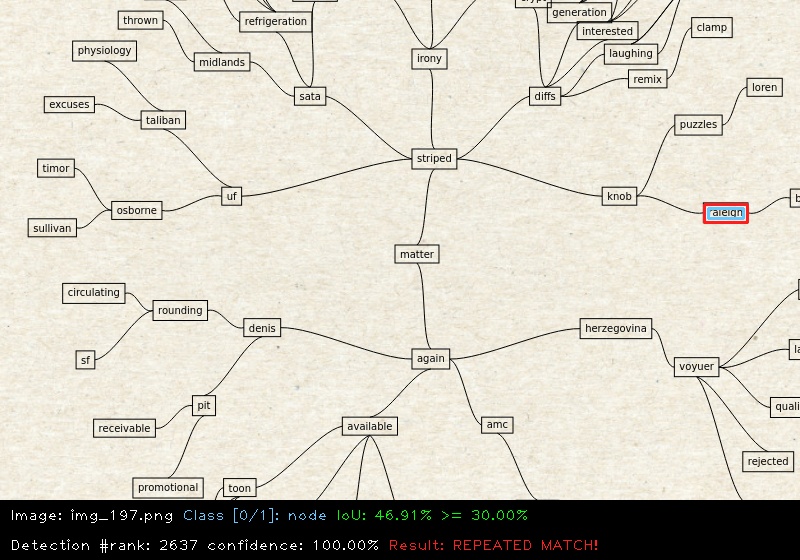 thrown
refrigeration
generation
interested
clamp
physiology
midlands
irony
laughing
remix
loren
excuses
sata
diffs
taliban
puzzles
timor
striped
uf
knob
osborne
raleigh
sullivan
matter
circulating
rounding
denis
herzegovina
sf
again
voyuer
pit
receivable
available
amc
rejected
promotional
toon
Image: img_197.png Class [0/1]: node IoU: 46.91% >= 30.00%
Detection #rank: 2637 confidence: 100.00% Result: REPEATED MATCH!